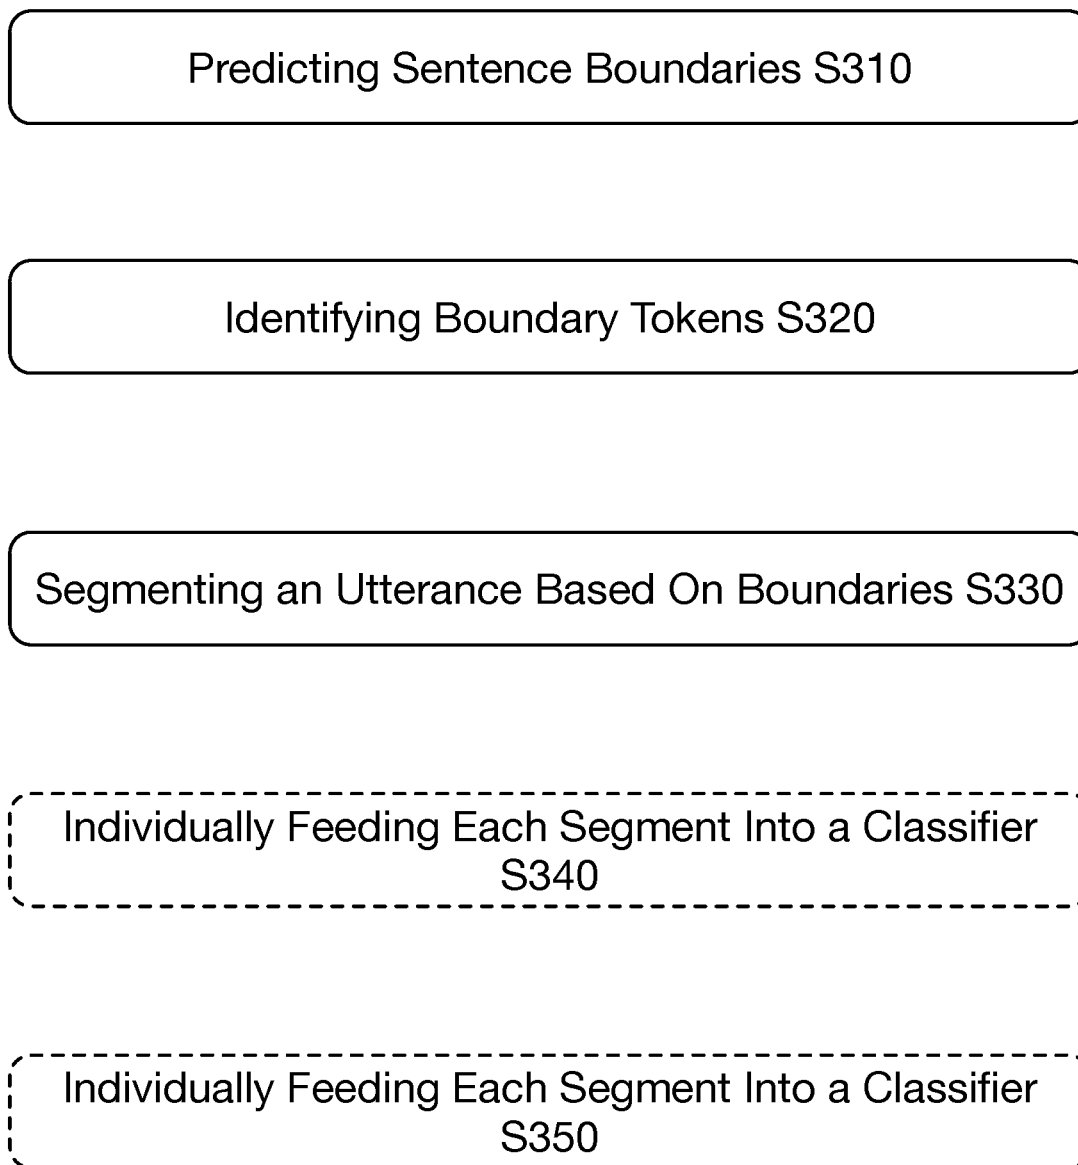 Predicting Sentence Boundaries S310
Identifying Boundary Tokens S320
Segmenting an Utterance Based On Boundaries S330
Individually Feeding Each Segment Into a Classifier
S340
Individually Feeding Each Segment Into a Classifier
S350